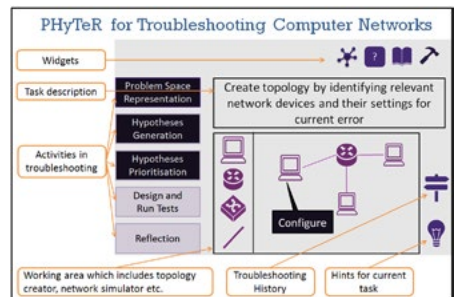 PHyTeR for Troubleshooting Computer Networks
Widgets
?
Task description
Problem Space
Representation
Create topology by identifying relevant
network devices and their settings for
current error
Hypotheses
Generation
Activities in
troubleshooting
Hypotheses
Prioritisation
Design and
Run Tests
Configure
Reflection
Working area which includes topology
creator, network simulator etc.
Troubleshooting
History
Hints for current
task